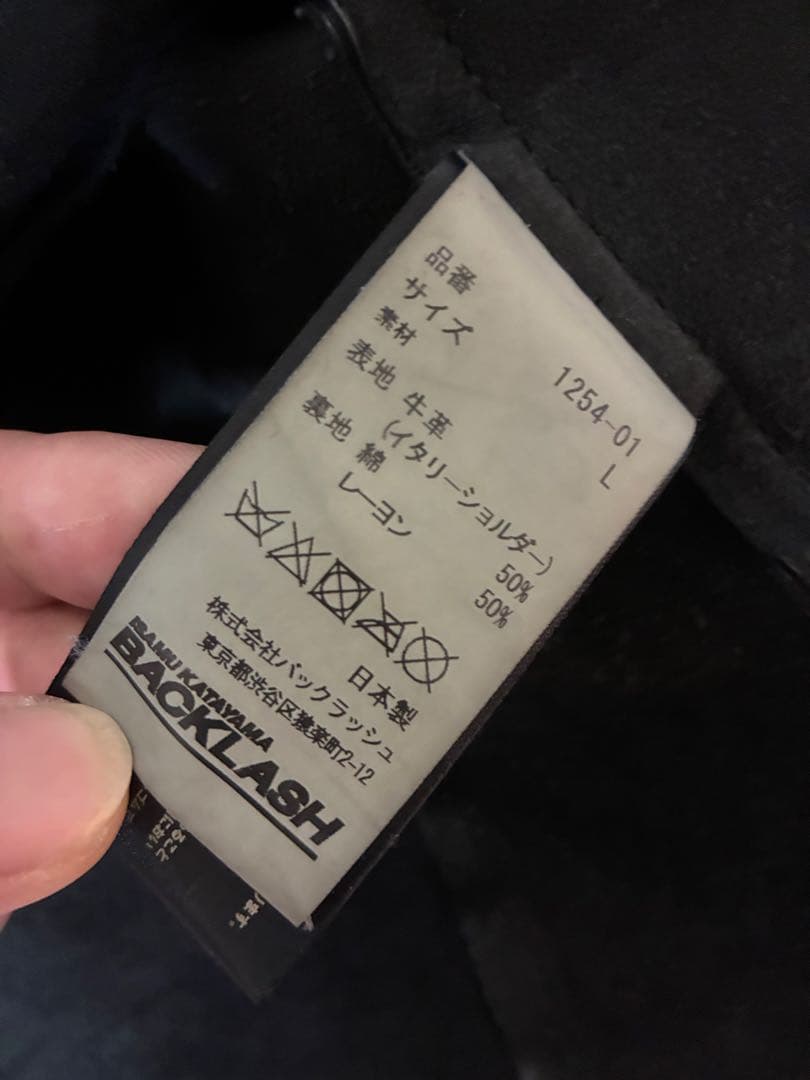 品番 1254-01
サイズ L
素材
表地 牛革
(イタリーショルダー)
裏地 綿 50%
レーヨン 50%
日本製
株式会社バックラッシュ
東京都渋谷区猿楽町2-12
ISAMU KATAYAMA
BACKLASH